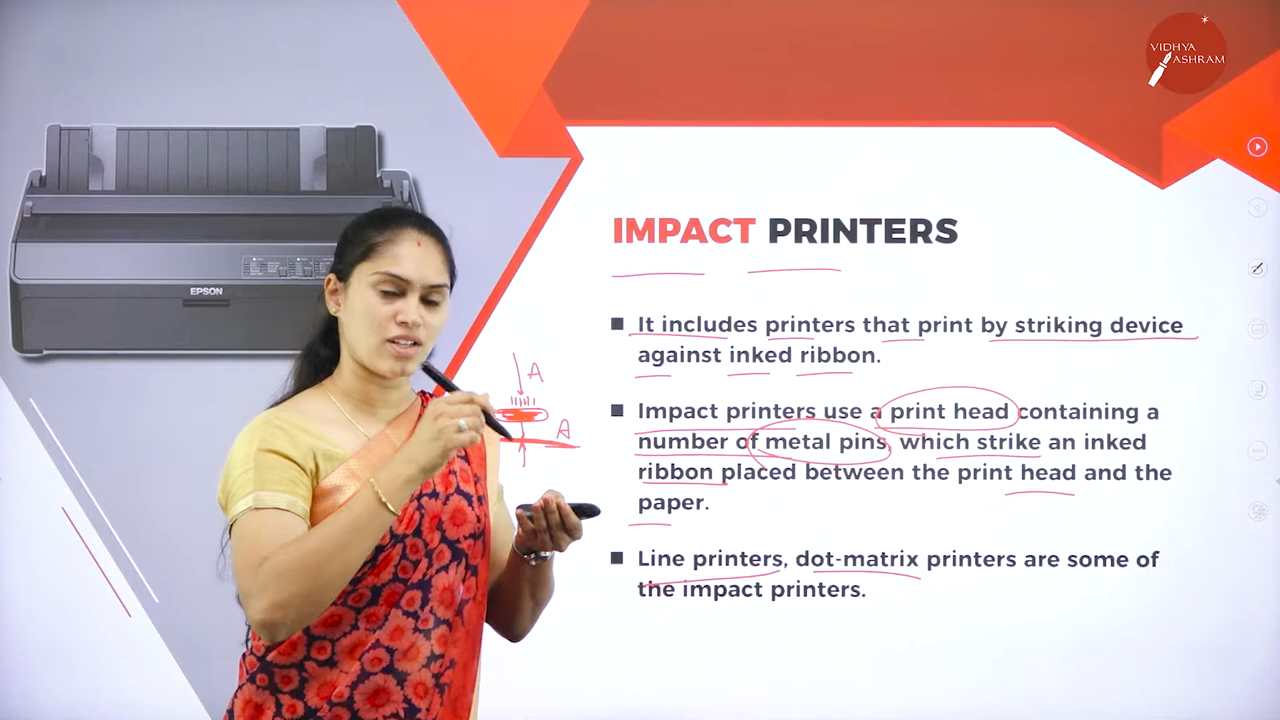 VIDHYA
ASHRAM
EPSON
IMPACT PRINTERS
It includes printers that print by striking device
against inked ribbon.
A
Impact printers use a print head containing a
number of metal pins, which strike an inked
A
ribbon placed between the print head and the
paper.
Line printers, dot-matrix printers are some of
the impact printers.